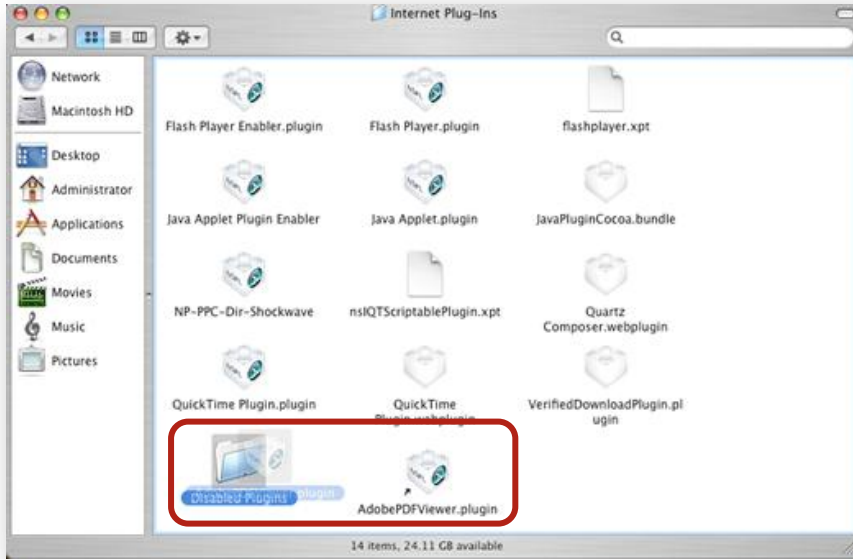 Internet Plug-Ins
Network
Macintosh HD
Desktop
Administrator
Applications
Documents
Movies
Music
Pictures
Flash Player Enabler.plugin
Flash Player.plugin
flashplayer.xpt
Java Applet Plugin Enabler
Java Applet.plugin
JavaPluginCocoa.bundle
NP-PPC-Dir-Shockwave
nsIQTScriptablePlugin.xpt
Quartz
Composer.webplugin
QuickTime Plugin.plugin
QuickTime
Plugin.webplugin
VerifiedDownloadPlugin.pl
ugin
Disabled Plugins
plugin
AdobePDFViewer.plugin
14 items, 24.11 GB available